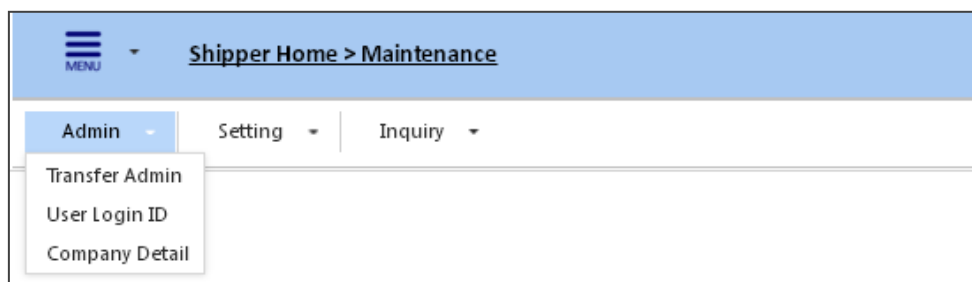 MENU
Shipper Home > Maintenance
Admin Setting Inquiry
Transfer Admin
User Login ID
Company Detail